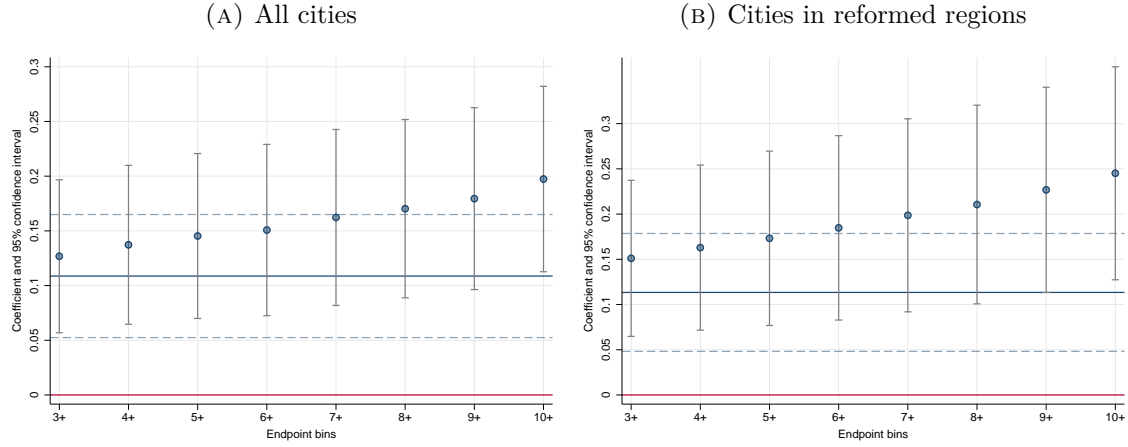 (A) All cities
Coefficient and 95% confidence interval
0.3
0.25
0.2
0.15
0.1
0.05
0
3+ 4+ 5+ 6+ 7+ 8+ 9+ 10+
Endpoint bins
(B) Cities in reformed regions
Coefficient and 95% confidence interval
0.3
0.25
0.2
0.15
0.1
0.05
0
3+ 4+ 5+ 6+ 7+ 8+ 9+ 10+
Endpoint bins